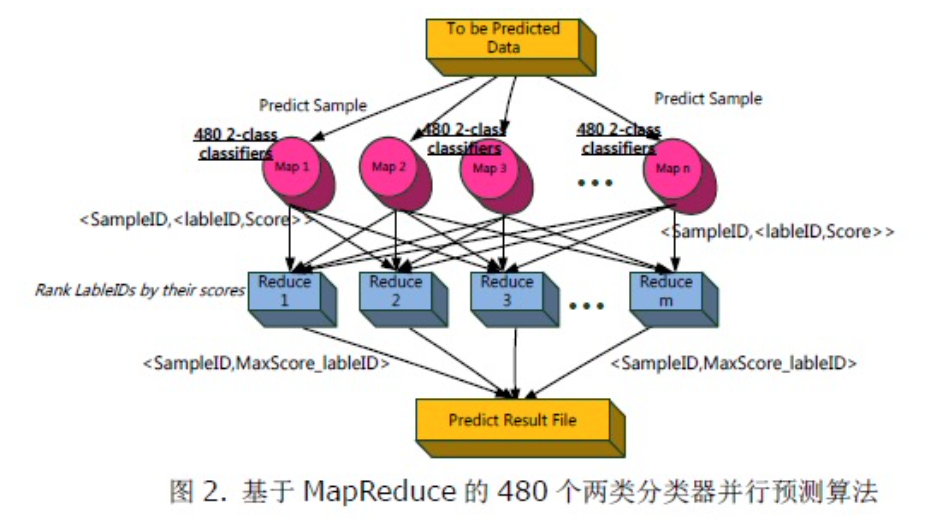 To be Predicted
Data
Predict Sample
Predict Sample
480 2-class
classifiers
480 2-class
classifiers
480 2-class
classifiers
Map 1
Map 2
Map 3
Map n
<SampleID,<lableID,Score>>
<SampleID,<lableID,Score>>
Rank LableIDs by their scores
Reduce
1
Reduce
2
Reduce
3
Reduce
m
<SampleID,MaxScore_lableID>
<SampleID,MaxScore_lableID>
Predict Result File
图 2. 基于 MapReduce 的 480 个两类分类器并行预测算法